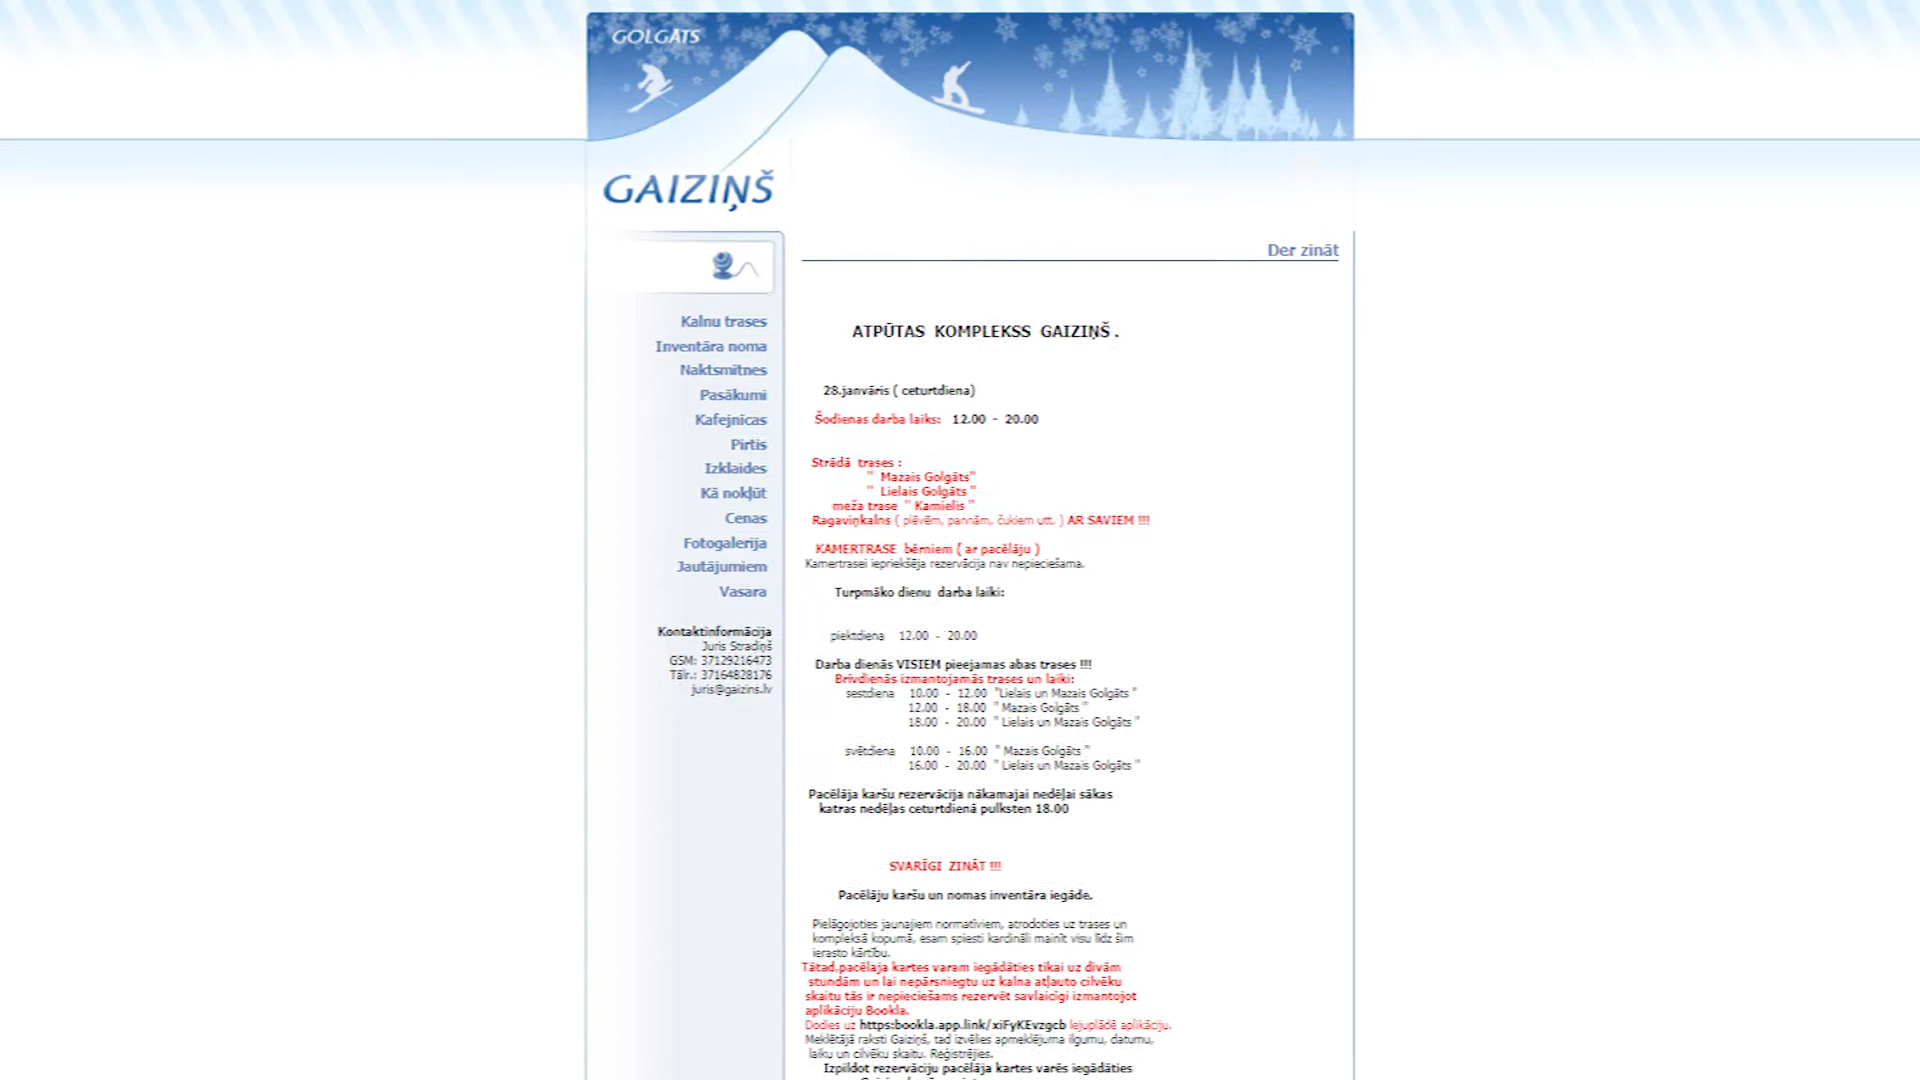 GOLGĀTS
GAIZIŅŠ
Der zināt
Kalnu trases
Inventāra noma
Naktsmītnes
Pasākumi
Kafejnīcas
Pirtis
Izklaides
Kā nokļūt
Cenas
Fotogalerija
Jautājumiem
Vasara
Kontaktinformācija
Juris Stradiņš
GSM: 37129216473
Tālr.: 37164828176
juris@gaizins.lv
ATPŪTAS KOMPLEKSS GAIZIŅŠ .
28.janvāris ( ceturtdiena)
Šodienas darba laiks: 12.00 - 20.00
Strādā trases :
" Mazais Golgāts"
" Lielais Golgāts "
meža trase " Kamielis "
Ragaviņkalns ( plēvēm, pannām, čukiem utt. ) AR SAVIEM !!!
KAMERTRASE bērniem ( ar pacēlāju )
Kamertrasei iepriekšēja rezervācija nav nepieciešama.
Turpmāko dienu darba laiki:
piektdiena 12.00 - 20.00
Darba dienās VISIEM pieejamas abas trases !!!
Brīvdienās izmantojamās trases un laiki:
sestdiena 10.00 - 12.00 "Lielais un Mazais Golgāts "
12.00 - 18.00 " Mazais Golgāts "
18.00 - 20.00 " Lielais un Mazais Golgāts "
svētdiena 10.00 - 16.00 " Mazais Golgāts "
16.00 - 20.00 " Lielais un Mazais Golgāts "
Pacēlāja karšu rezervācija nākamajai nedēļai sākas
katras nedēļas ceturtdienā pulksten 18.00
SVARĪGI ZINĀT !!!
Pacēlāju karšu un nomas inventāra iegāde.
Pielāgojoties jaunajiem normatīviem, atrodoties uz trases un
kompleksā kopumā, esam spiesti kardināli mainīt visu līdz šim
ierasto kārtību.
Tātad,pacēlaja kartes varam iegādāties tikai uz divām
stundām un lai nepārsniegtu uz kalna atļauto cilvēku
skaitu tās ir nepieciešams rezervēt savlaicīgi izmantojot
aplikāciju Bookla.
Dodies uz https:bookla.app.link/xiFyKEvzgcb lejuplādē aplikāciju.
Meklētājā raksti Gaiziņš, tad izvēlies apmeklējuma ilgumu, datumu,
laiku un cilvēku skaitu. Reģistrējies.
Izpildot rezervāciju pacēlāja kartes varēs iegādāties